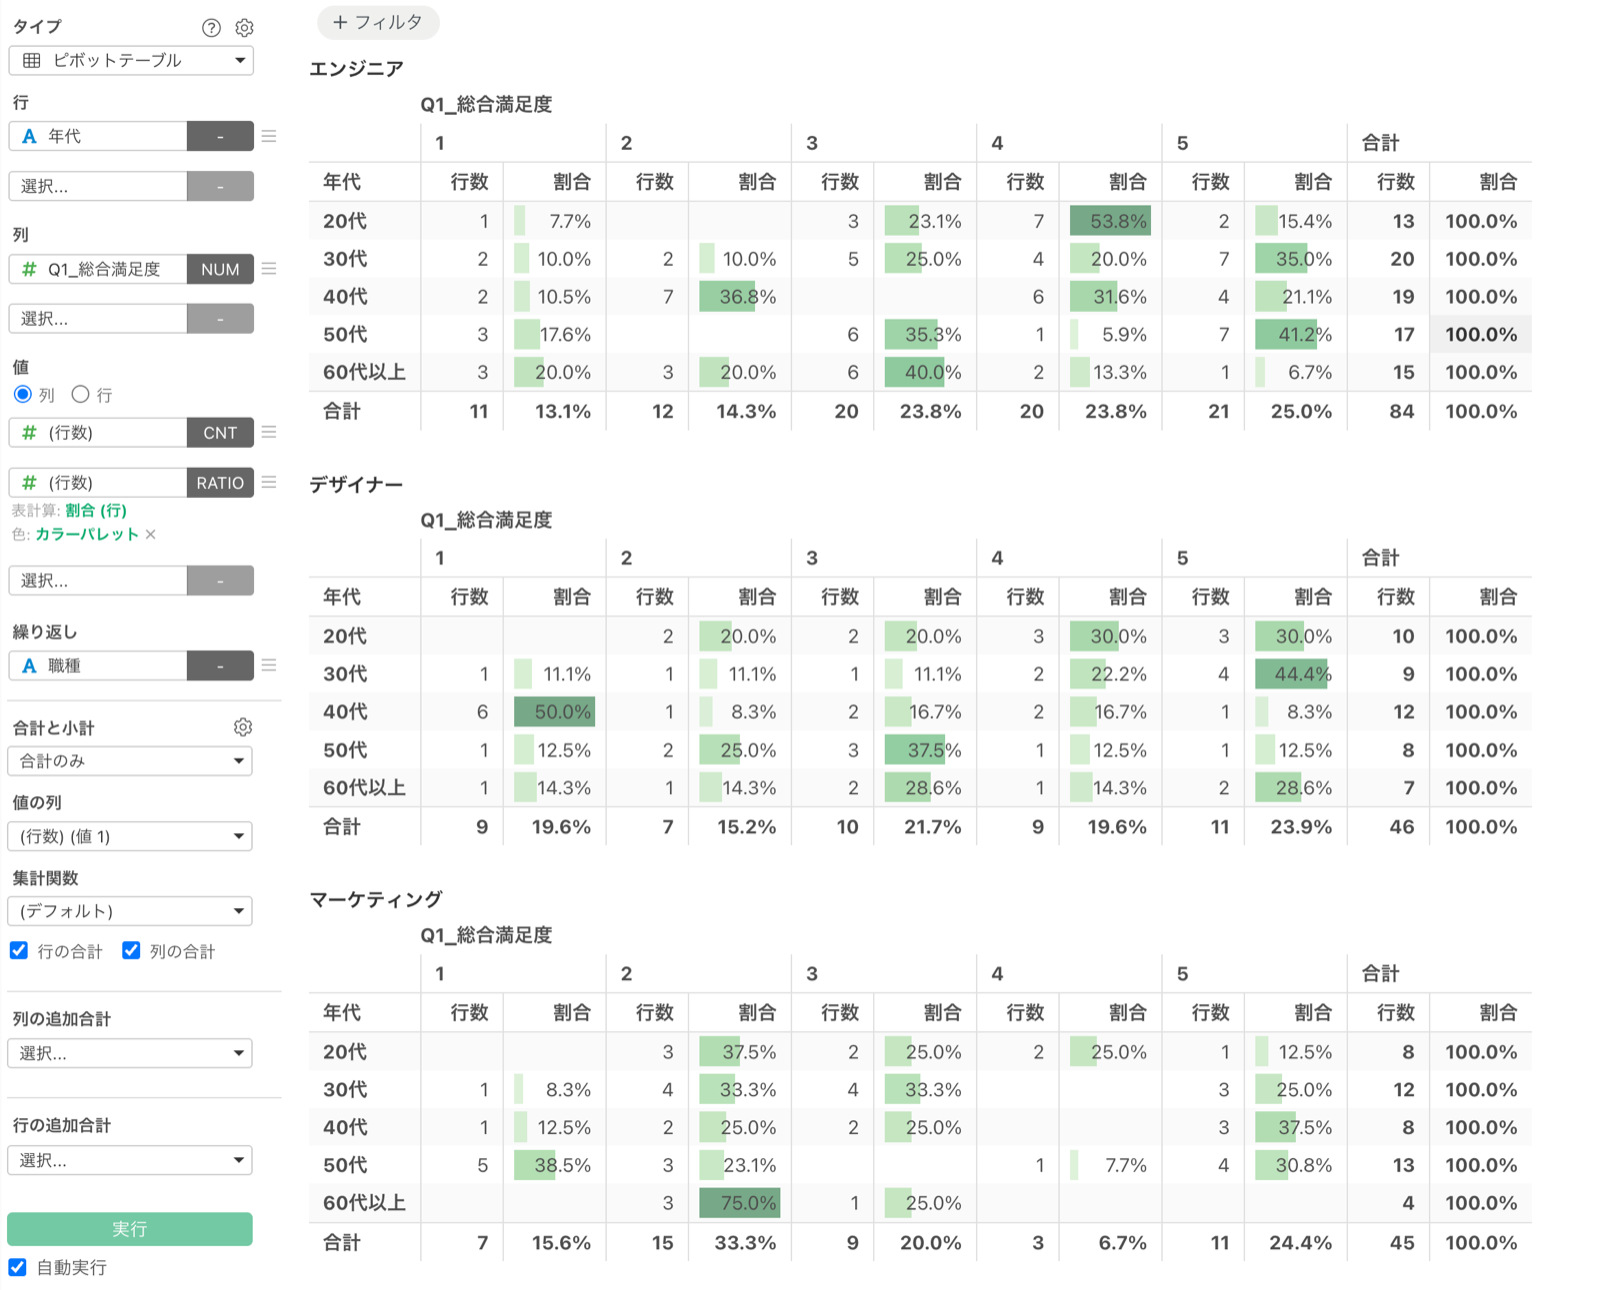 タイプ
ピボットテーブル
行
A 年代 -
選択... -
列
# Q1_総合満足度 NUM
選択... -
値
列 行
# (行数) CNT
# (行数) RATIO
表計算: 割合 (行)
色: カラーパレット ×
選択... -
繰り返し
A 職種 -
合計と小計
合計のみ
値の列
(行数) (値 1)
集計関数
(デフォルト)
行の合計 列の合計
列の追加合計
選択...
行の追加合計
選択...
実行
自動実行
+ フィルタ
エンジニア
Q1_総合満足度
1 2 3 4 5 合計
年代 行数 割合 行数 割合 行数 割合 行数 割合 行数 割合 行数 割合
20代 1 7.7% 3 23.1% 7 53.8% 2 15.4% 13 100.0%
30代 2 10.0% 2 10.0% 5 25.0% 4 20.0% 7 35.0% 20 100.0%
40代 2 10.5% 7 36.8% 6 31.6% 4 21.1% 19 100.0%
50代 3 17.6% 6 35.3% 1 5.9% 7 41.2% 17 100.0%
60代以上 3 20.0% 3 20.0% 6 40.0% 2 13.3% 1 6.7% 15 100.0%
合計 11 13.1% 12 14.3% 20 23.8% 20 23.8% 21 25.0% 84 100.0%
デザイナー
Q1_総合満足度
1 2 3 4 5 合計
年代 行数 割合 行数 割合 行数 割合 行数 割合 行数 割合 行数 割合
20代 2 20.0% 2 20.0% 3 30.0% 3 30.0% 10 100.0%
30代 1 11.1% 1 11.1% 1 11.1% 2 22.2% 4 44.4% 9 100.0%
40代 6 50.0% 1 8.3% 2 16.7% 2 16.7% 1 8.3% 12 100.0%
50代 1 12.5% 2 25.0% 3 37.5% 1 12.5% 1 12.5% 8 100.0%
60代以上 1 14.3% 1 14.3% 2 28.6% 1 14.3% 2 28.6% 7 100.0%
合計 9 19.6% 7 15.2% 10 21.7% 9 19.6% 11 23.9% 46 100.0%
マーケティング
Q1_総合満足度
1 2 3 4 5 合計
年代 行数 割合 行数 割合 行数 割合 行数 割合 行数 割合 行数 割合
20代 3 37.5% 2 25.0% 2 25.0% 1 12.5% 8 100.0%
30代 1 8.3% 4 33.3% 4 33.3% 3 25.0% 12 100.0%
40代 1 12.5% 2 25.0% 2 25.0% 3 37.5% 8 100.0%
50代 5 38.5% 3 23.1% 1 7.7% 4 30.8% 13 100.0%
60代以上 3 75.0% 1 25.0% 4 100.0%
合計 7 15.6% 15 33.3% 9 20.0% 3 6.7% 11 24.4% 45 100.0%